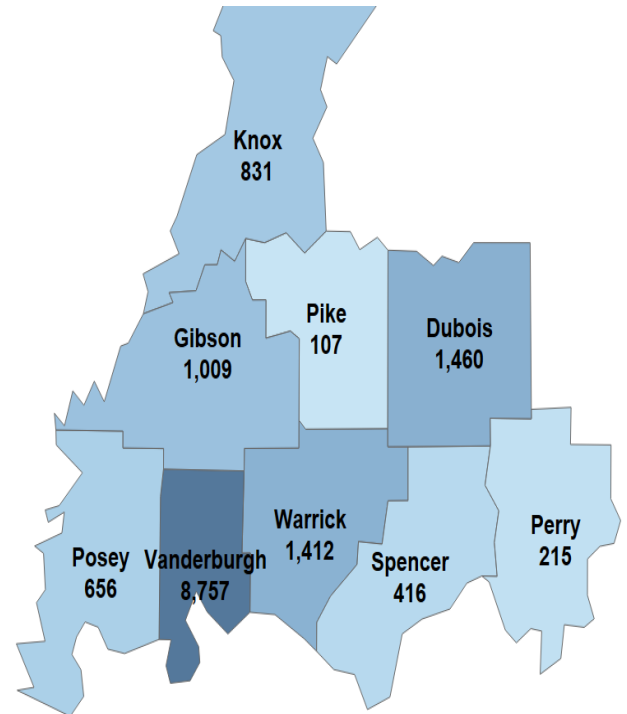 Knox
831
Pike
107
Dubois
1,460
Gibson
1,009
Warrick
1,412
Perry
215
Posey
656
Vanderburgh
8,757
Spencer
416